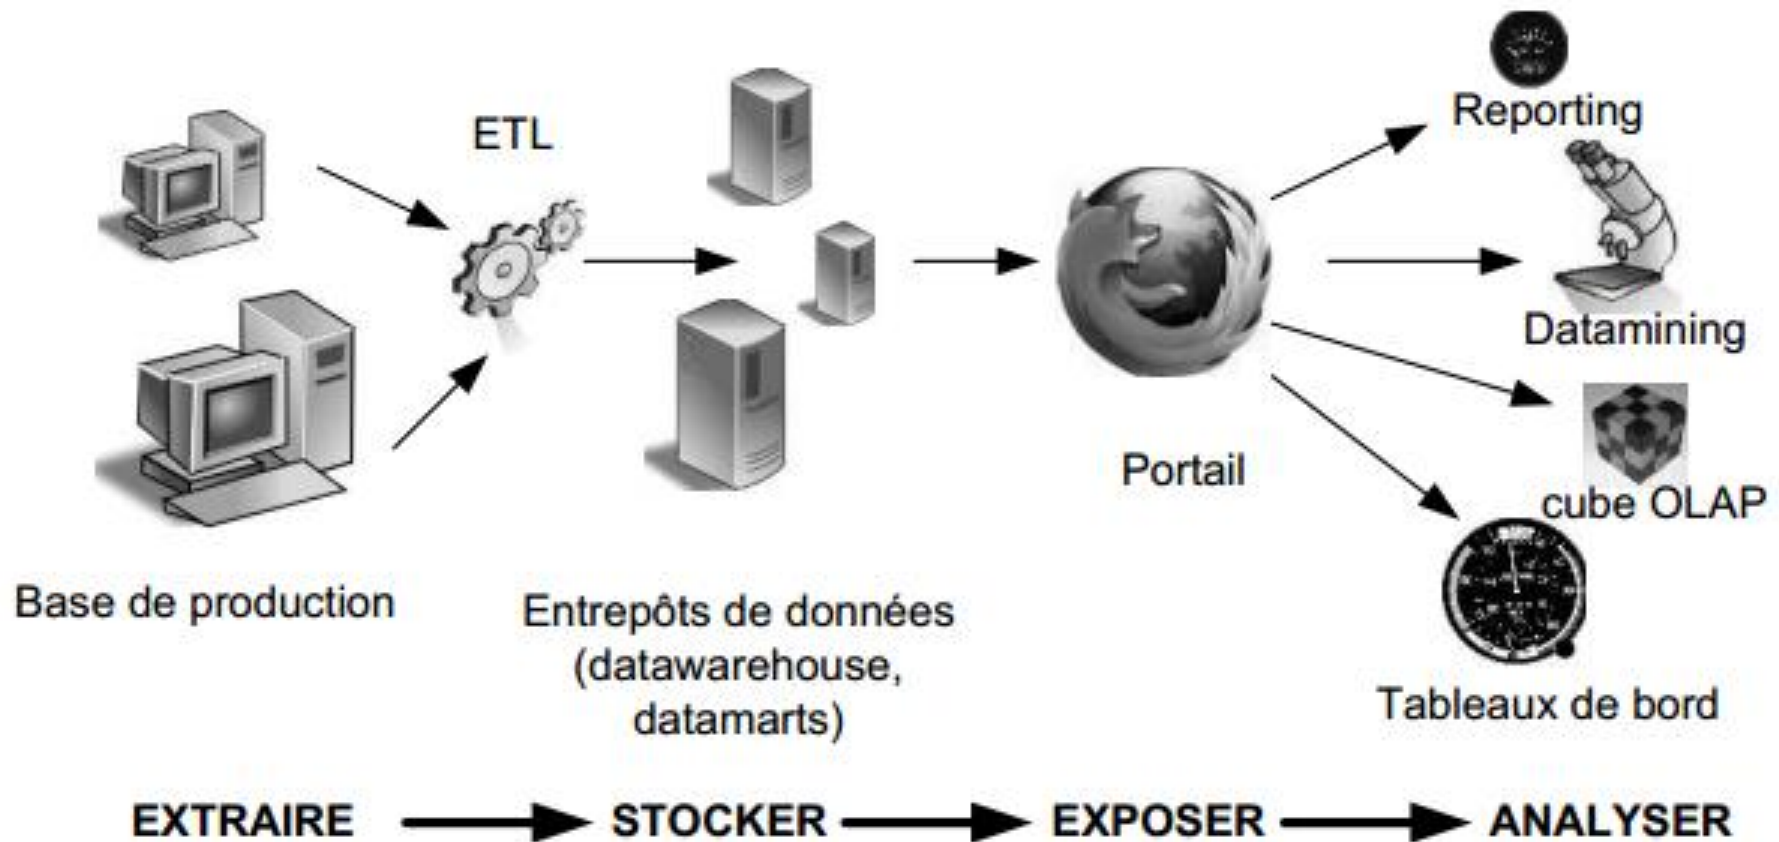 ETL
Reporting
Datamining
Portail
cube OLAP
Base de production
Entrepôts de données
(datawarehouse,
datamarts)
Tableaux de bord
EXTRAIRE
STOCKER
EXPOSER
ANALYSER